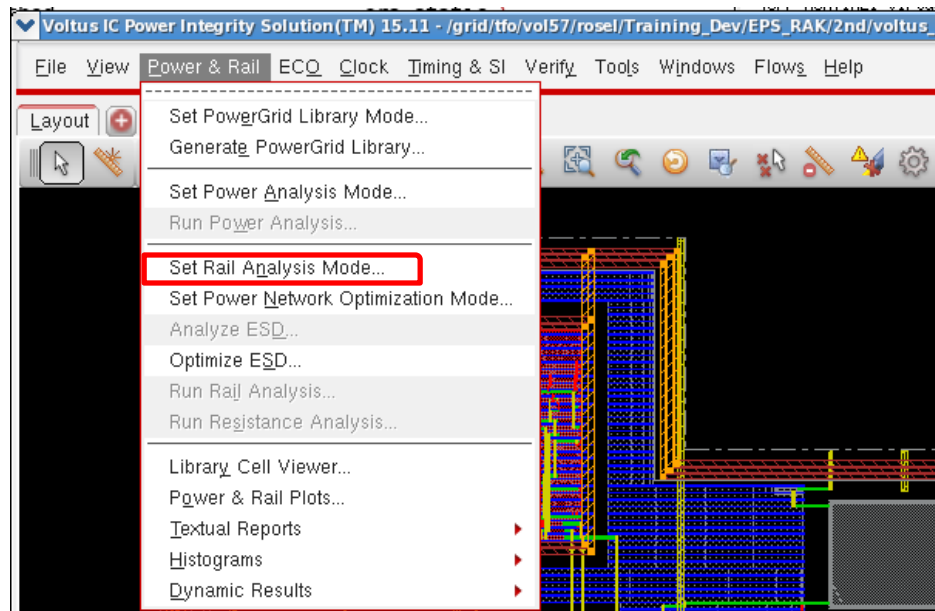 Voltus IC Power Integrity Solution(TM) 15.11 - /grid/tfo/vol57/rosel/Training_Dev/EPS_RAK/2nd/voltus_
File View Power & Rail ECO Clock Timing & SI Verify Tools Windows Flows Help
Layout
Set PowerGrid Library Mode...
Generate PowerGrid Library...
Set Power Analysis Mode...
Run Power Analysis...
Set Rail Analysis Mode...
Set Power Network Optimization Mode...
Analyze ESD...
Optimize ESD...
Run Rail Analysis...
Run Resistance Analysis...
Library Cell Viewer...
Power & Rail Plots...
Textual Reports
Histograms
Dynamic Results